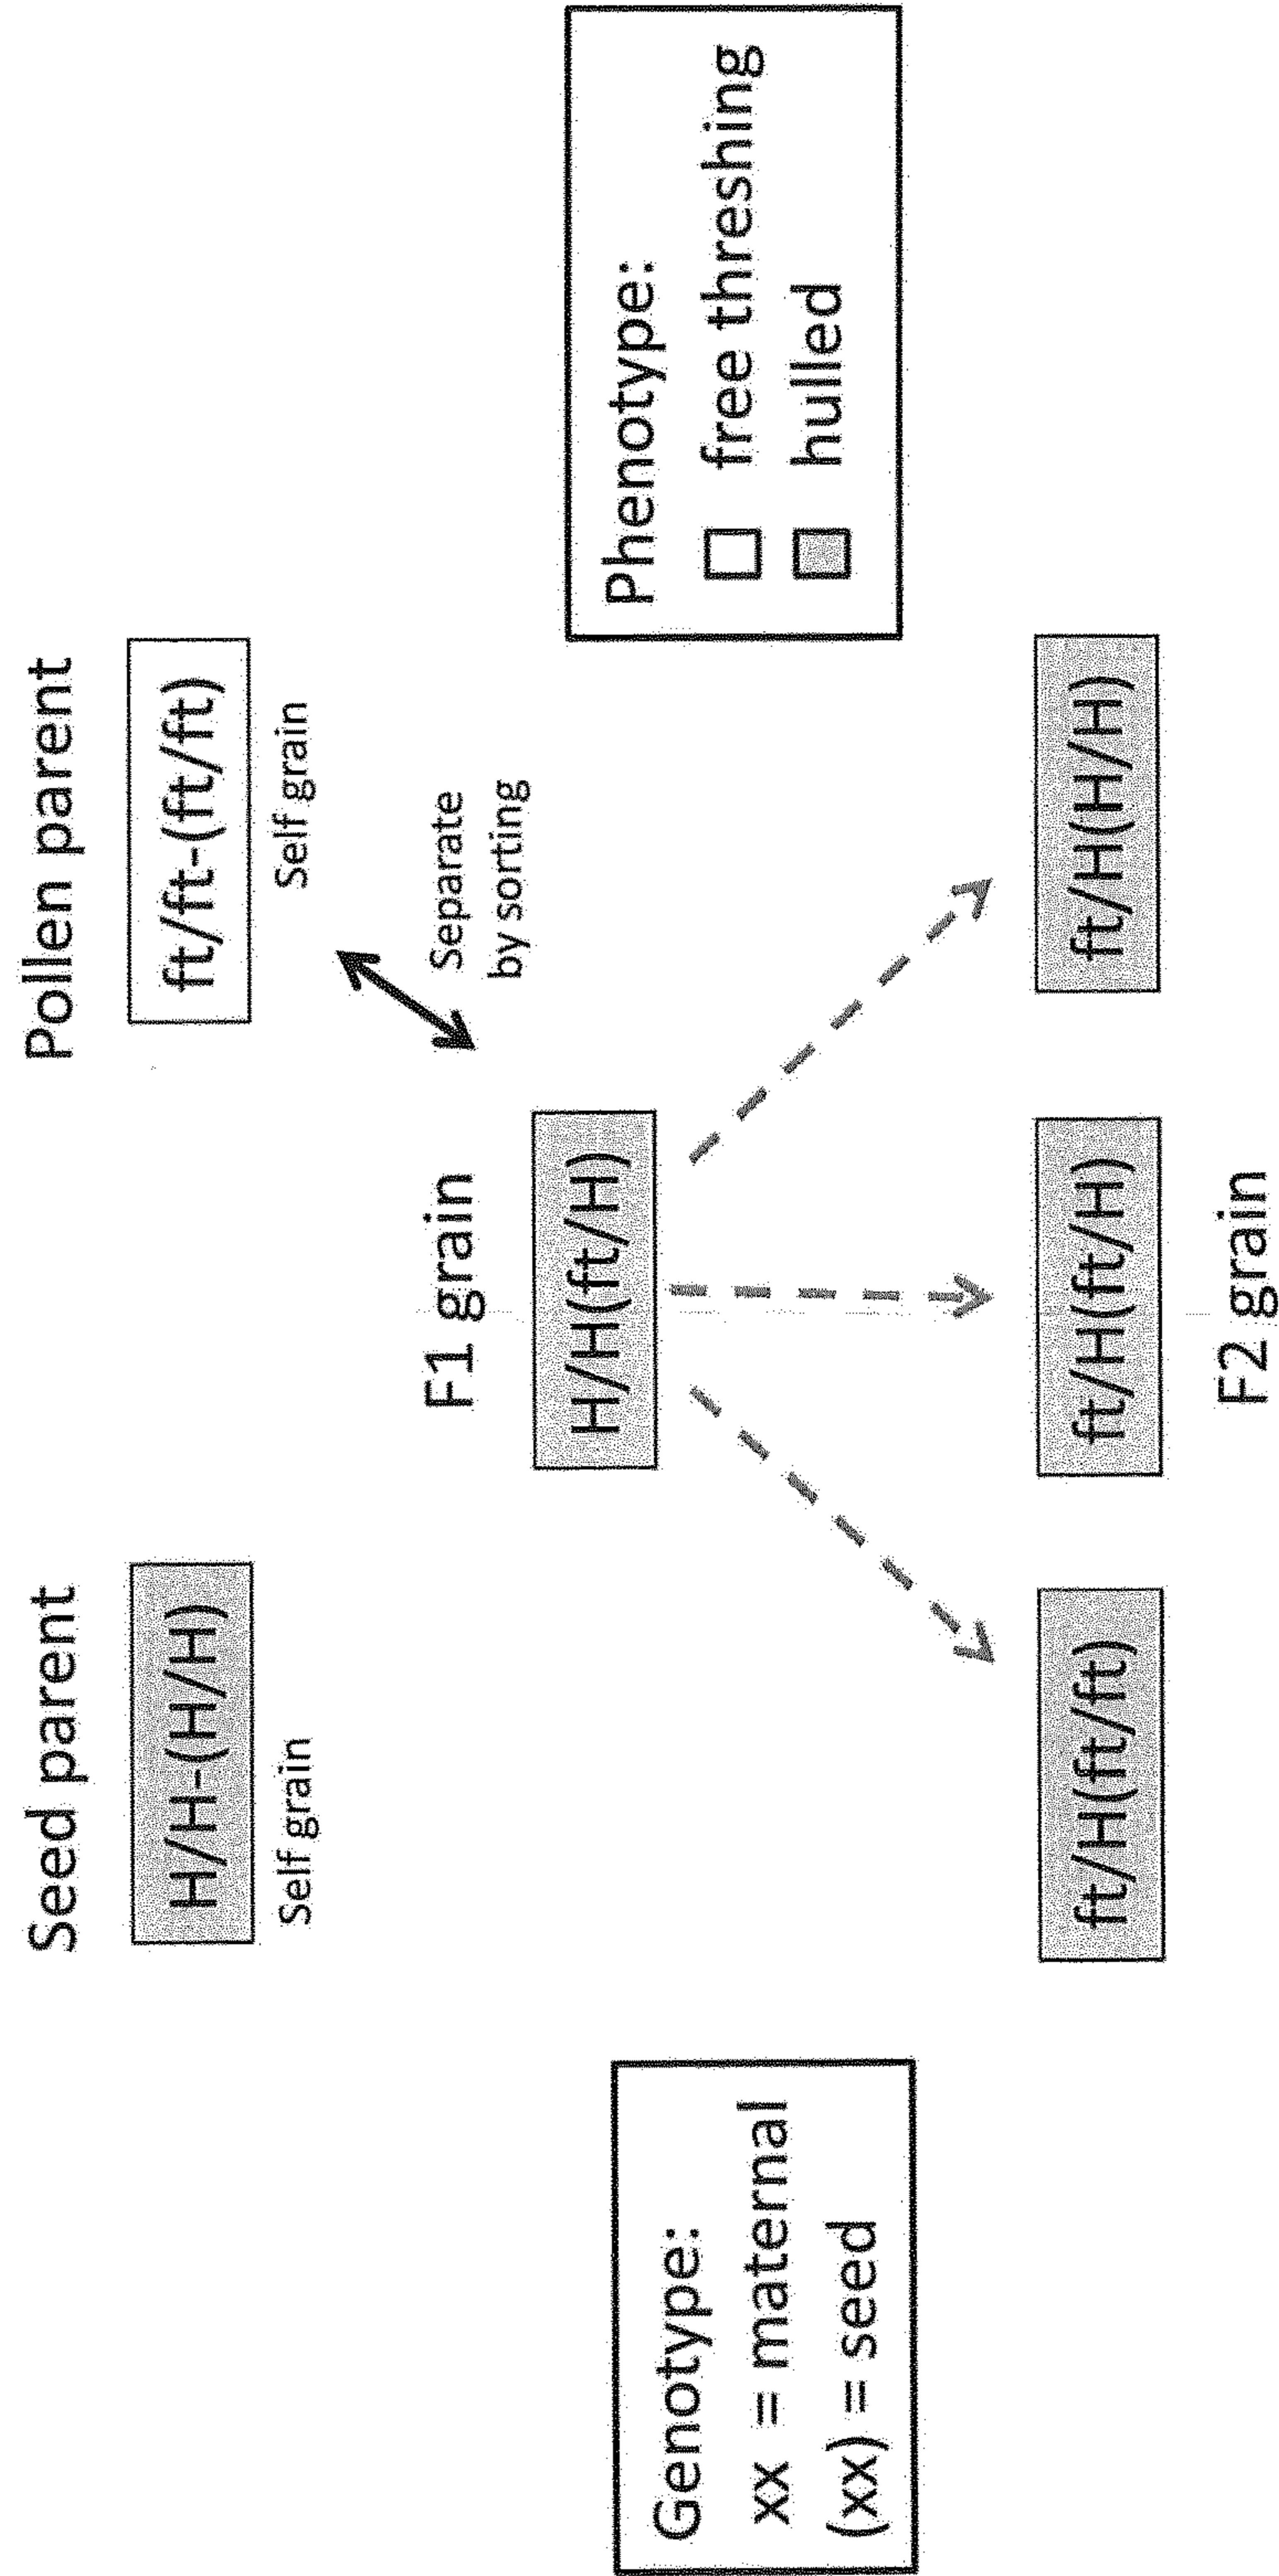 Seed parent
H/H-(H/H)
Self grain
Pollen parent
ft/ft-(ft/ft)
Self grain
F1 grain
H/H(ft/H)
Separate
by sorting
Genotype:
xx = maternal
(xx) = seed
Phenotype:
free threshing
hulled
ft/H(ft/ft)
ft/H(ft/H)
ft/H(H/H)
F2 grain